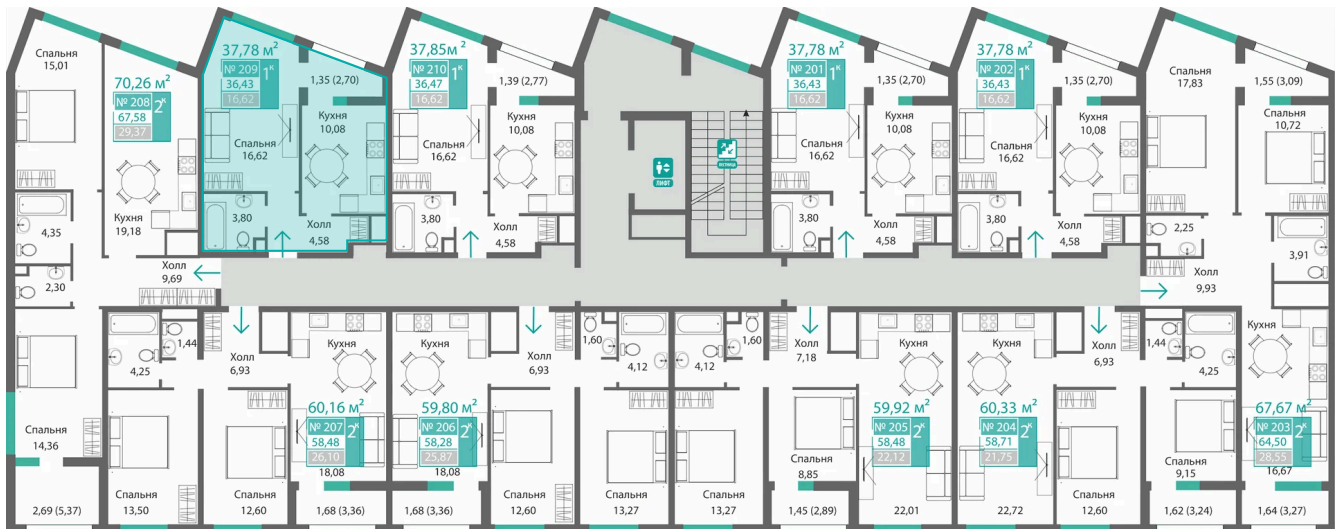 Спальня
15,01
70,26 м²
№ 208
67,58
29,37
2к
Кухня
19,18
4,35
2,30
Холл
9,69
Спальня
14,36
2,69 (5,37)
37,78 м²
№ 209
36,43
16,62
1к
1,35 (2,70)
Кухня
10,08
Спальня
16,62
3,80
Холл
4,58
37,85м²
№ 210
36,47
16,62
1к
1,39 (2,77)
Кухня
10,08
Спальня
16,62
3,80
Холл
4,58
ЛИФТ
ЛЕСТНИЦА
37,78 м²
№ 201
36,43
16,62
1к
1,35 (2,70)
Кухня
10,08
Спальня
16,62
3,80
Холл
4,58
37,78 м²
№ 202
36,43
16,62
1к
1,35 (2,70)
Кухня
10,08
Спальня
16,62
3,80
Холл
4,58
Спальня
17,83
1,55 (3,09)
Спальня
10,72
2,25
3,91
Холл
9,93
Кухня
67,67 м²
№ 203
64,50
28,55
2к
16,67
1,64 (3,27)
4,25
1,44
Холл
6,93
Кухня
60,16 м²
№ 207
58,48
26,10
2к
18,08
Спальня
13,50
Спальня
12,60
1,68 (3,36)
Кухня
59,80 м²
№ 206
58,28
25,87
2к
18,08
1,68 (3,36)
Холл
6,93
1,60
4,12
Спальня
12,60
Спальня
13,27
4,12
1,60
Холл
7,18
Кухня
59,92 м²
№ 205
58,48
22,12
2к
Спальня
13,27
Спальня
8,85
1,45 (2,89)
22,01
Кухня
60,33 м²
№ 204
58,71
21,75
2к
22,72
Холл
6,93
1,44
4,25
Спальня
12,60
Спальня
9,15
1,62 (3,24)